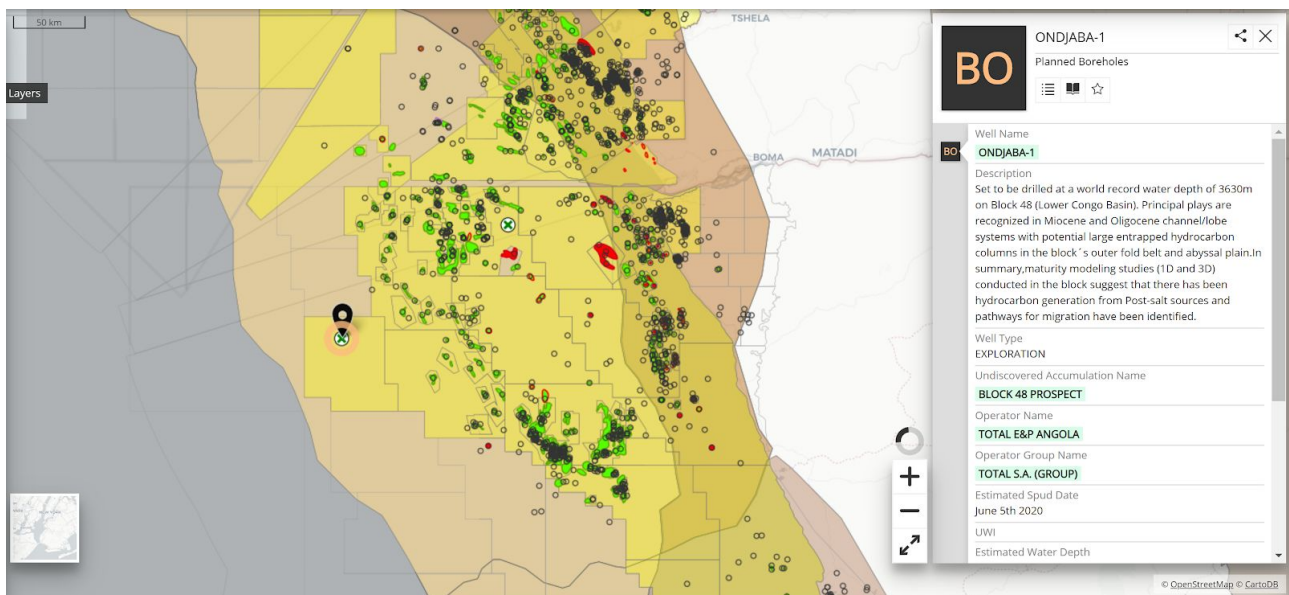 50 km
Layers
TSHELA
BOMA
MATADI
BO
ONDJABA-1
Planned Boreholes
BO
Well Name
ONDJABA-1
Description
Set to be drilled at a world record water depth of 3630m
on Block 48 (Lower Congo Basin). Principal plays are
recognized in Miocene and Oligocene channel/lobe
systems with potential large entrapped hydrocarbon
columns in the block´s outer fold belt and abyssal plain.In
summary,maturity modeling studies (1D and 3D)
conducted in the block suggest that there has been
hydrocarbon generation from Post-salt sources and
pathways for migration have been identified.
Well Type
EXPLORATION
Undiscovered Accumulation Name
BLOCK 48 PROSPECT
Operator Name
TOTAL E&P ANGOLA
Operator Group Name
TOTAL S.A. (GROUP)
Estimated Spud Date
June 5th 2020
UWI
Estimated Water Depth
© OpenStreetMap © CartoDB